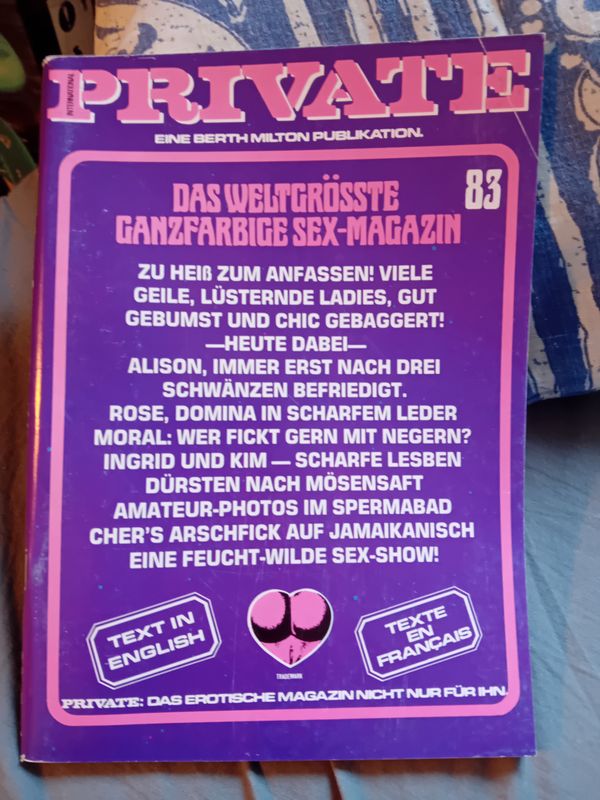 INTERNATIONAL
PRIVATE
EINE BERTH MILTON PUBLIKATION.
83
DAS WELTGRÖSSTE
GANZFARBIGE SEX-MAGAZIN
ZU HEIß ZUM ANFASSEN! VIELE
GEILE, LÜSTERNDE LADIES, GUT
GEBUMST UND CHIC GEBAGGERT!
—HEUTE DABEI—
ALISON, IMMER ERST NACH DREI
SCHWÄNZEN BEFRIEDIGT.
ROSE, DOMINA IN SCHARFEM LEDER
MORAL: WER FICKT GERN MIT NEGERN?
INGRID UND KIM — SCHARFE LESBEN
DÜRSTEN NACH MÖSENSAFT
AMATEUR-PHOTOS IM SPERMABAD
CHER'S ARSCHFICK AUF JAMAIKANISCH
EINE FEUCHT-WILDE SEX-SHOW!
TEXT IN
ENGLISH
TEXTE
EN
FRANÇAIS
TRADEMARK
PRIVATE: DAS EROTISCHE MAGAZIN NICHT NUR FÜR IHN.